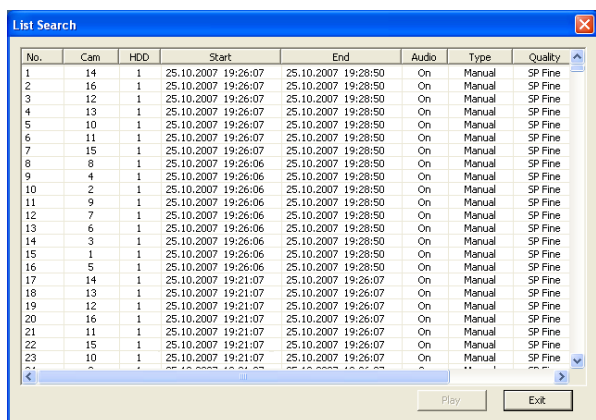 List Search
No. Cam HDD Start End Audio Type Quality
1 14 1 25.10.2007 19:26:07 25.10.2007 19:28:50 On Manual SP Fine
2 16 1 25.10.2007 19:26:07 25.10.2007 19:28:50 On Manual SP Fine
3 12 1 25.10.2007 19:26:07 25.10.2007 19:28:50 On Manual SP Fine
4 13 1 25.10.2007 19:26:07 25.10.2007 19:28:50 On Manual SP Fine
5 10 1 25.10.2007 19:26:07 25.10.2007 19:28:50 On Manual SP Fine
6 11 1 25.10.2007 19:26:07 25.10.2007 19:28:50 On Manual SP Fine
7 15 1 25.10.2007 19:26:07 25.10.2007 19:28:50 On Manual SP Fine
8 8 1 25.10.2007 19:26:06 25.10.2007 19:28:50 On Manual SP Fine
9 4 1 25.10.2007 19:26:06 25.10.2007 19:28:50 On Manual SP Fine
10 2 1 25.10.2007 19:26:06 25.10.2007 19:28:50 On Manual SP Fine
11 9 1 25.10.2007 19:26:06 25.10.2007 19:28:50 On Manual SP Fine
12 7 1 25.10.2007 19:26:06 25.10.2007 19:28:50 On Manual SP Fine
13 6 1 25.10.2007 19:26:06 25.10.2007 19:28:50 On Manual SP Fine
14 3 1 25.10.2007 19:26:06 25.10.2007 19:28:50 On Manual SP Fine
15 1 1 25.10.2007 19:26:06 25.10.2007 19:28:50 On Manual SP Fine
16 5 1 25.10.2007 19:26:06 25.10.2007 19:28:50 On Manual SP Fine
17 14 1 25.10.2007 19:21:07 25.10.2007 19:26:07 On Manual SP Fine
18 13 1 25.10.2007 19:21:07 25.10.2007 19:26:07 On Manual SP Fine
19 12 1 25.10.2007 19:21:07 25.10.2007 19:26:07 On Manual SP Fine
20 16 1 25.10.2007 19:21:07 25.10.2007 19:26:07 On Manual SP Fine
21 11 1 25.10.2007 19:21:07 25.10.2007 19:26:07 On Manual SP Fine
22 15 1 25.10.2007 19:21:07 25.10.2007 19:26:07 On Manual SP Fine
23 10 1 25.10.2007 19:21:07 25.10.2007 19:26:07 On Manual SP Fine
Play Exit